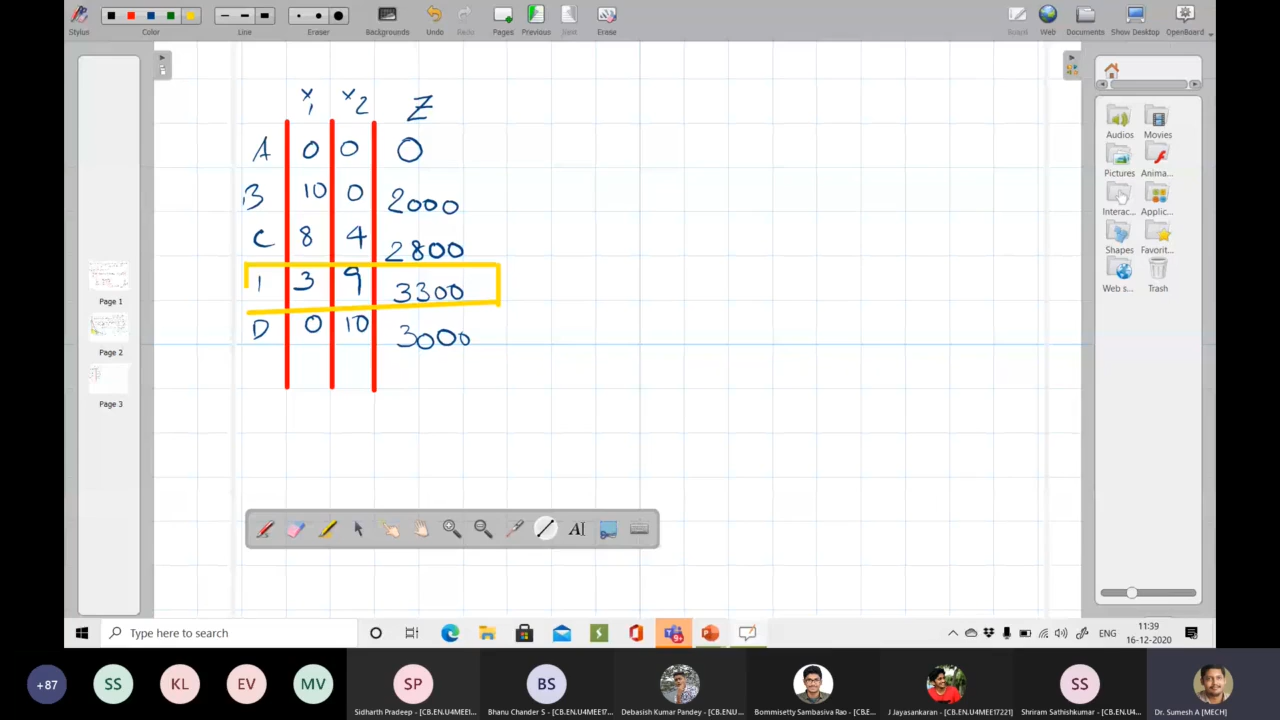 Stylus Color Line Eraser Backgrounds Undo Redo Pages Previous Next Erase Board Web Documents Show Desktop OpenBoard
x1 x2 Z
A 0 0 0
B 10 0 2000
C 8 4 2800
1 3 9 3300
D 0 10 3000
Page 1
Page 2
Page 3
Audios Movies
Pictures Anima...
Interac... Applic...
Shapes Favorit...
Web s... Trash
AI
Type here to search
S
9+
ENG
11:39
16-12-2020
+87 SS KL EV MV SP BS SS
Sidharth Pradeep - [CB.EN.U4MEE1... Bhanu Chander S - [CB.EN.U4MEE17... Debasish Kumar Pandey - [CB.EN.U... Bommisetty Sambasiva Rao - [CB.E... J Jayasankaran - [CB.EN.U4MEE17221] Shriram Sathishkumar - [CB.EN.U4... Dr. Sumesh A [MECH]